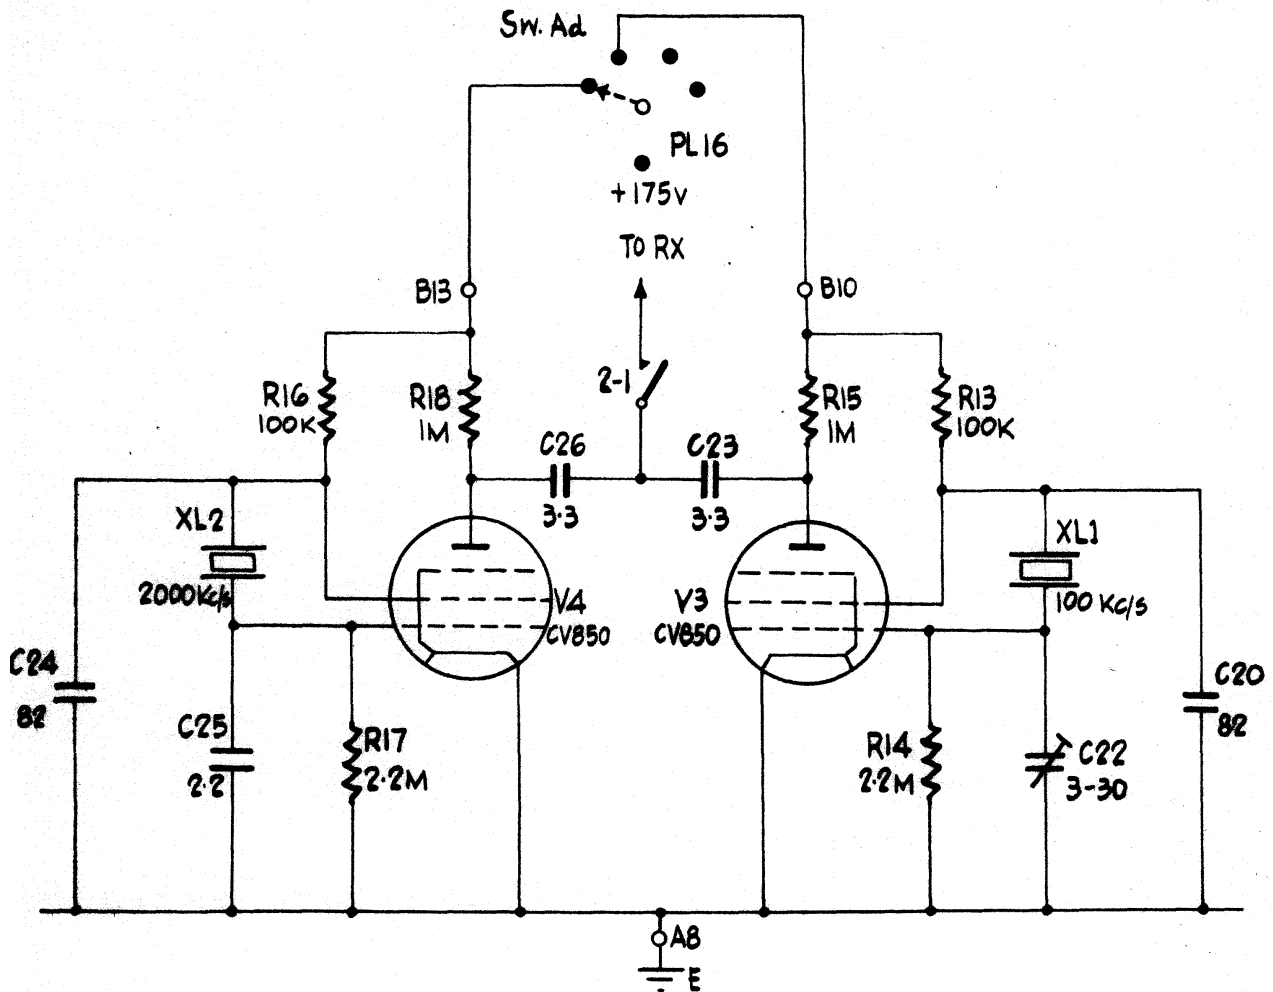 Sw. Ad
PL16
+175V
TO RX
B13
B10
2-1
R16
100K
R18
1M
R15
1M
R13
100K
C26
3·3
C23
3·3
XL2
2000Kc/s
XL1
100 Kc/s
V4
CV850
V3
CV850
C24
82
C25
2·2
R17
2·2M
R14
2·2M
C22
3-30
C20
82
A8
E